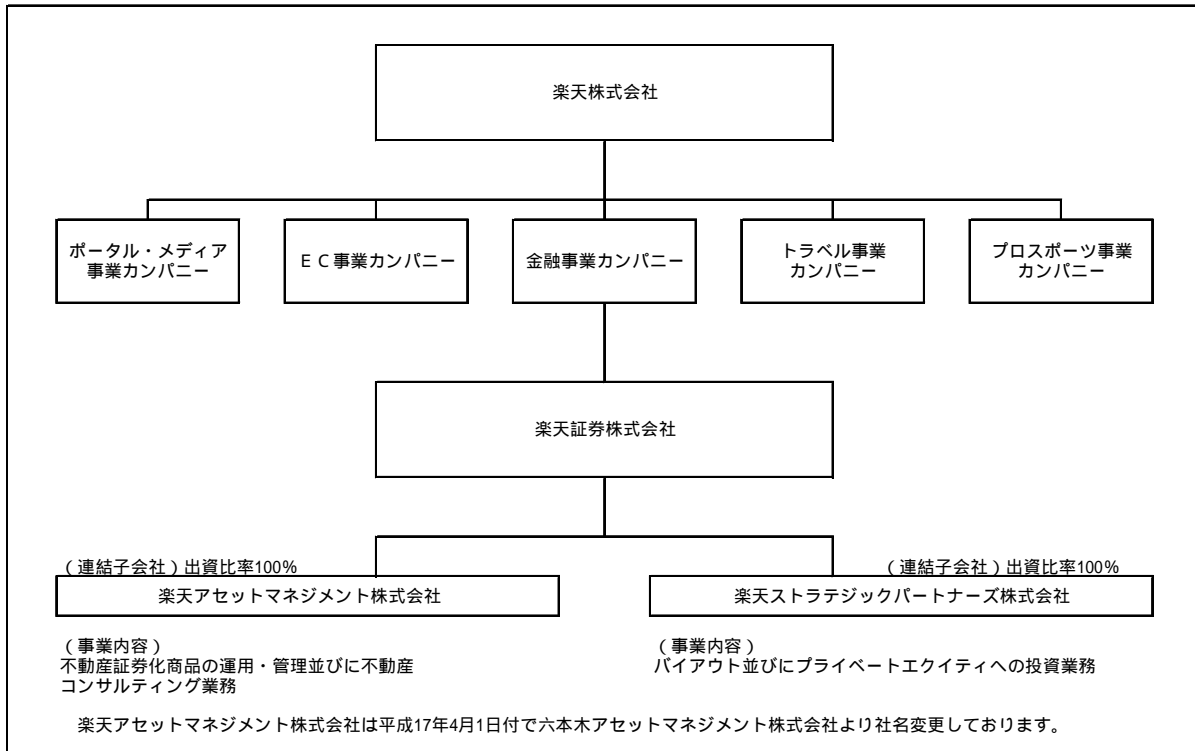 楽天株式会社
ポータル・メディア
事業カンパニー
ＥＣ事業カンパニー
金融事業カンパニー
トラベル事業
カンパニー
プロスポーツ事業
カンパニー
楽天証券株式会社
（連結子会社）出資比率100%
楽天アセットマネジメント株式会社
（事業内容）
不動産証券化商品の運用・管理並びに不動産
コンサルティング業務
（連結子会社）出資比率100%
楽天ストラテジックパートナーズ株式会社
（事業内容）
バイアウト並びにプライベートエクイティへの投資業務
楽天アセットマネジメント株式会社は平成17年4月1日付で六本木アセットマネジメント株式会社より社名変更しております。